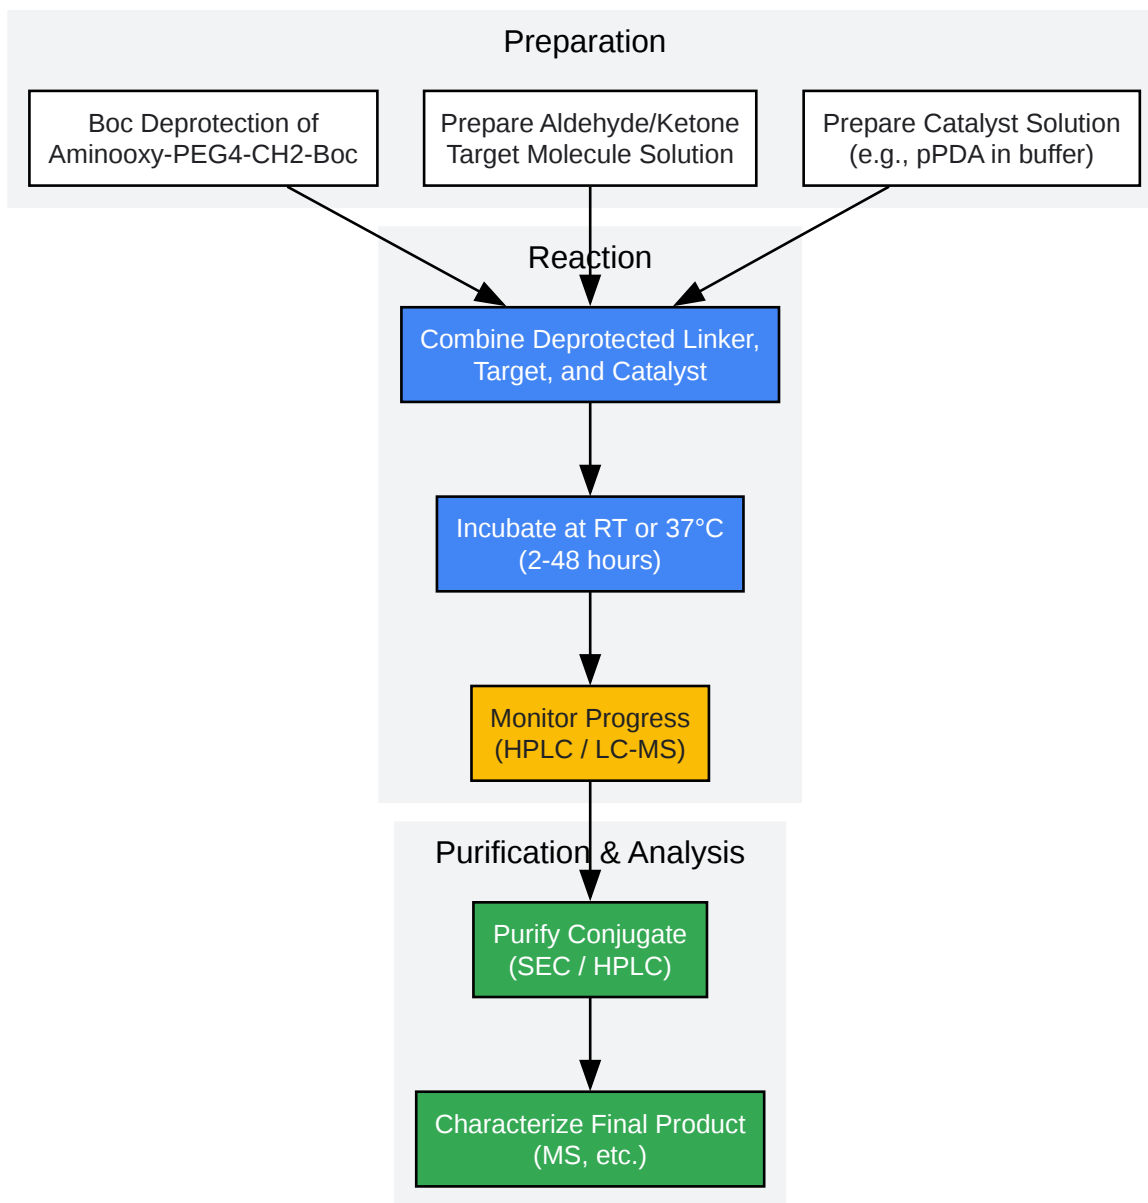 Preparation
Boc Deprotection of
Aminooxy-PEG4-CH2-Boc
Prepare Aldehyde/Ketone
Target Molecule Solution
Prepare Catalyst Solution
(e.g., pPDA in buffer)
Reaction
Combine Deprotected Linker,
Target, and Catalyst
Incubate at RT or 37°C
(2-48 hours)
Monitor Progress
(HPLC / LC-MS)
Purification & Analysis
Purify Conjugate
(SEC / HPLC)
Characterize Final Product
(MS, etc.)